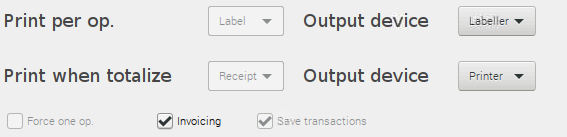 Print per op. Label Output device Labeller
Print when totalize Receipt Output device Printer
Force one op. Invoicing Save transactions